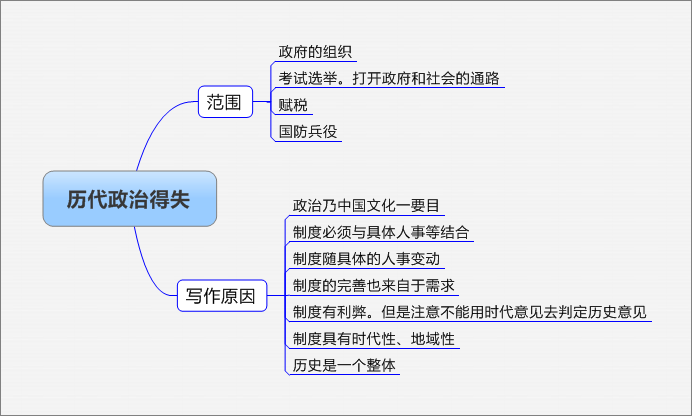 历代政治得失
范围
政府的组织
考试选举。打开政府和社会的通路
赋税
国防兵役
写作原因
政治乃中国文化一要目
制度必须与具体人事等结合
制度随具体的人事变动
制度的完善也来自于需求
制度有利弊。但是注意不能用时代意见去判定历史意见
制度具有时代性、地域性
历史是一个整体